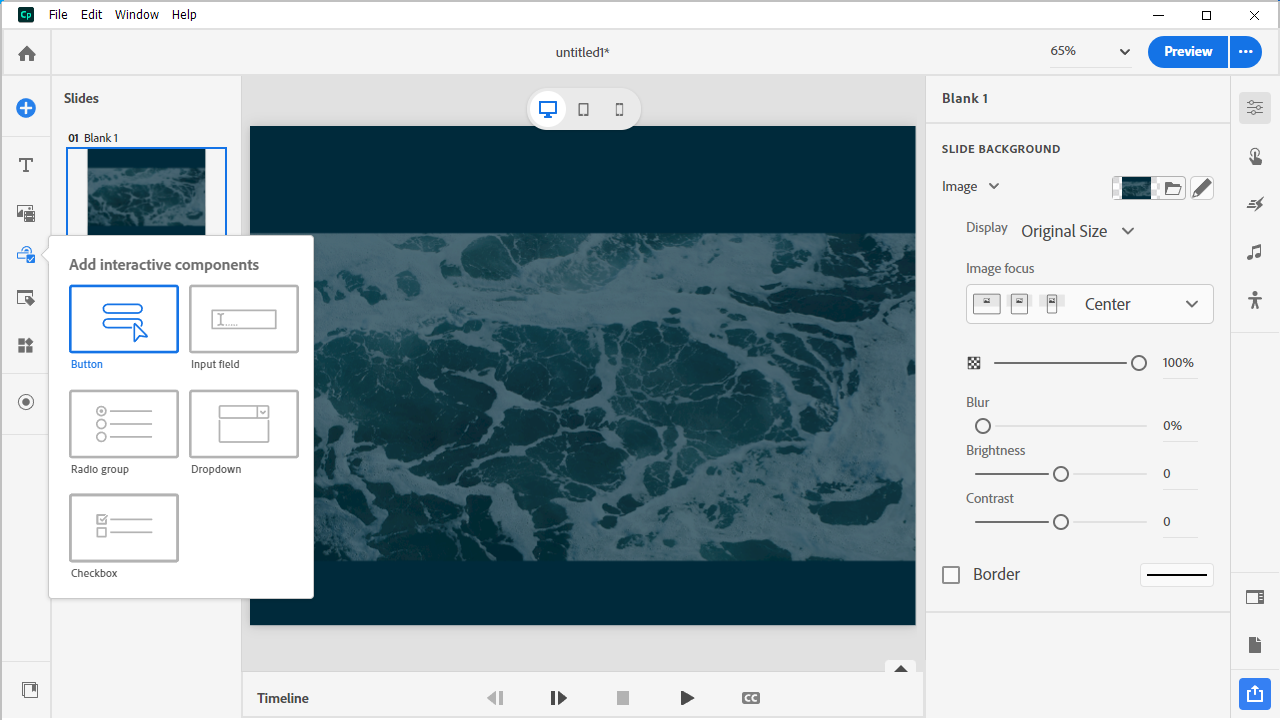 Cp File Edit Window Help
untitled1*
65%
Preview
Slides
01 Blank 1
Add interactive components
Button
Input field
Radio group
Dropdown
Checkbox
Timeline
CC
Blank 1
SLIDE BACKGROUND
Image
Display Original Size
Image focus
Center
100%
Blur
0%
Brightness
0
Contrast
0
Border